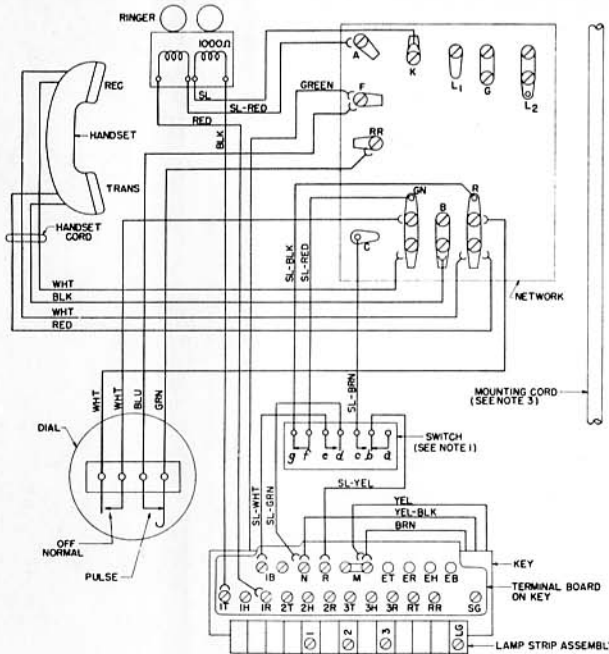 RINGER
1000Ω
SL
SL-RED
RED
BLK
GREEN
A
K
L1
G
L2
F
RR
REC
HANDSET
TRANS
HANDSET CORD
GN
B
R
C
SL-BLK
SL-RED
WHT
BLK
WHT
RED
NETWORK
MOUNTING CORD
(SEE NOTE 3)
WHT
WHT
BLU
GRN
SL-BRN
DIAL
g f e d c b a
SWITCH
(SEE NOTE 1)
SL-WHT
SL-GRN
SL-YEL
YEL
YEL-BLK
BRN
OFF NORMAL
PULSE
KEY
1B N R M ET ER EH EB
TERMINAL BOARD
ON KEY
1T 1H 1R 2T 2H 2R 3T 3H 3R RT RR SG
1 2 3 LG
LAMP STRIP ASSEMBLY